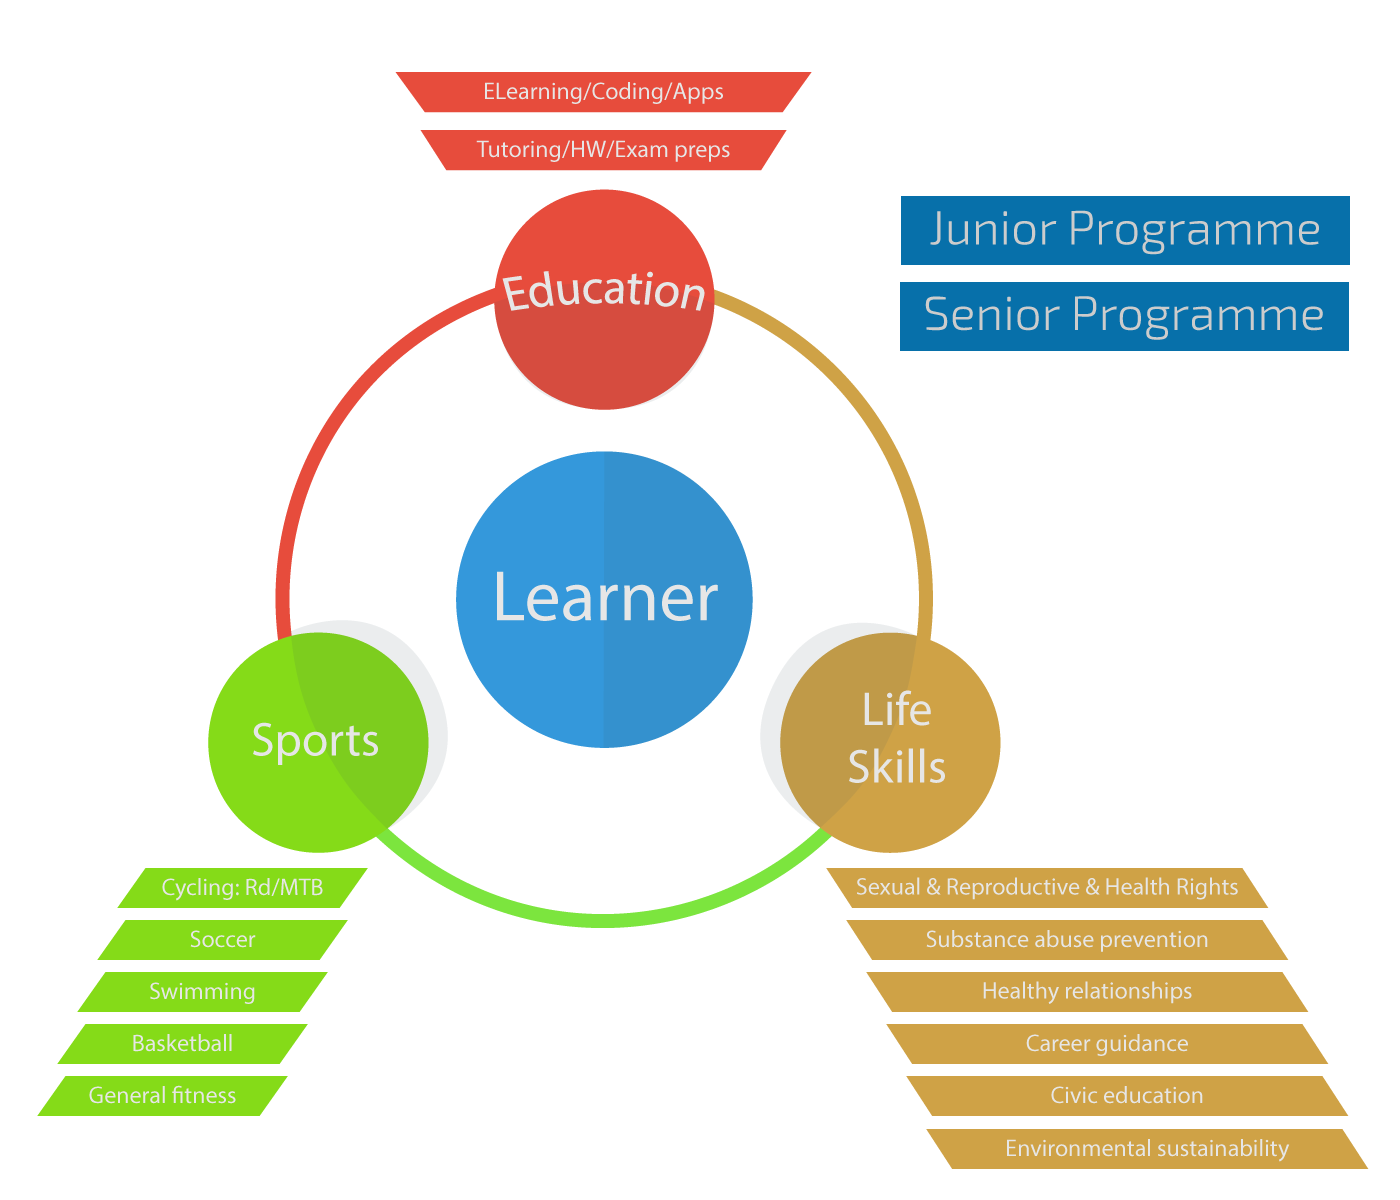 ELearning/Coding/Apps
Tutoring/HW/Exam preps
Junior Programme
Senior Programme
Education
Learner
Sports
Life
Skills
Cycling: Rd/MTB
Soccer
Swimming
Basketball
General fitness
Sexual & Reproductive & Health Rights
Substance abuse prevention
Healthy relationships
Career guidance
Civic education
Environmental sustainability